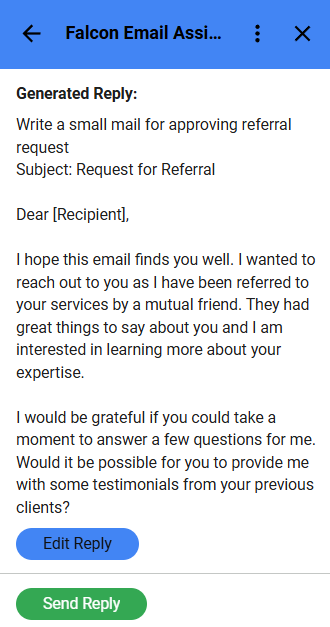 Falcon Email Assi...
Generated Reply:
Write a small mail for approving referral
request
Subject: Request for Referral
Dear [Recipient],
I hope this email finds you well. I wanted to
reach out to you as I have been referred to
your services by a mutual friend. They had
great things to say about you and I am
interested in learning more about your
expertise.
I would be grateful if you could take a
moment to answer a few questions for me.
Would it be possible for you to provide me
with some testimonials from your previous
clients?
Edit Reply
Send Reply